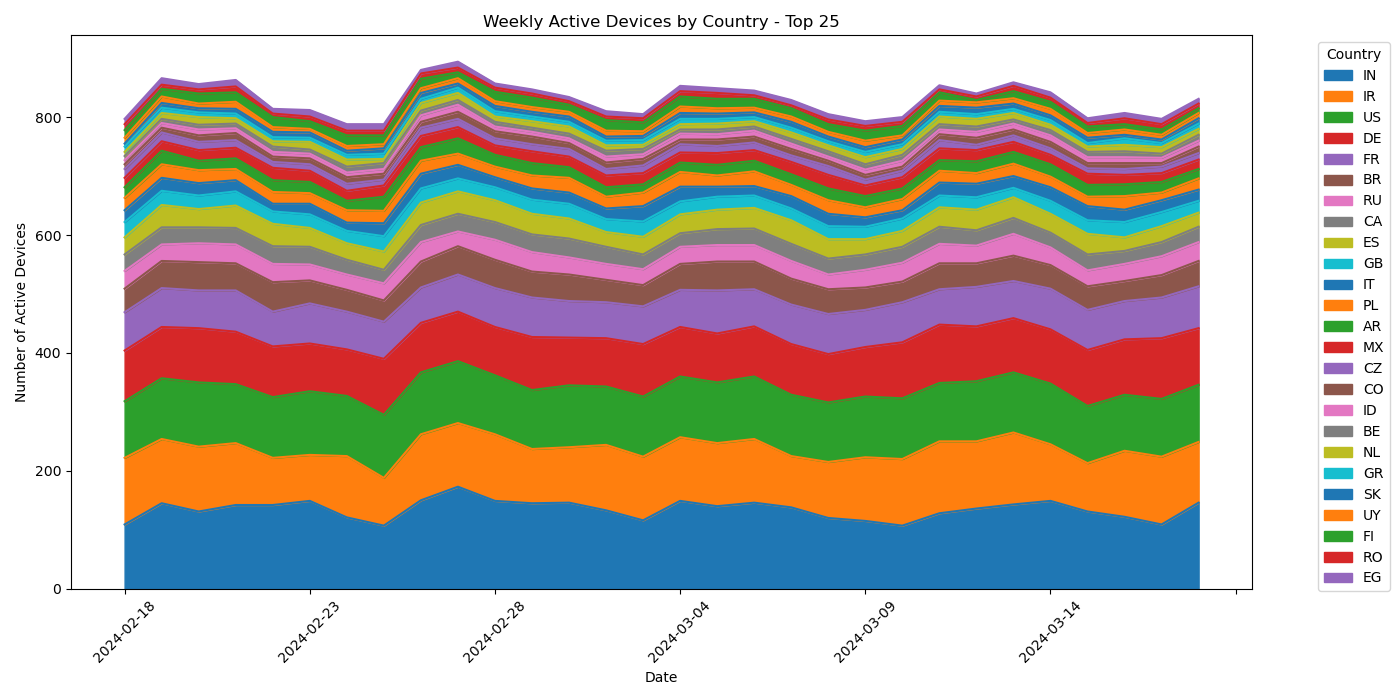 Weekly Active Devices by Country - Top 25
Number of Active Devices
800
600
400
200
0
2024-02-18
2024-02-23
2024-02-28
2024-03-04
2024-03-09
2024-03-14
Date
Country
IN
IR
US
DE
FR
BR
RU
CA
ES
GB
IT
PL
AR
MX
CZ
CO
ID
BE
NL
GR
SK
UY
FI
RO
EG